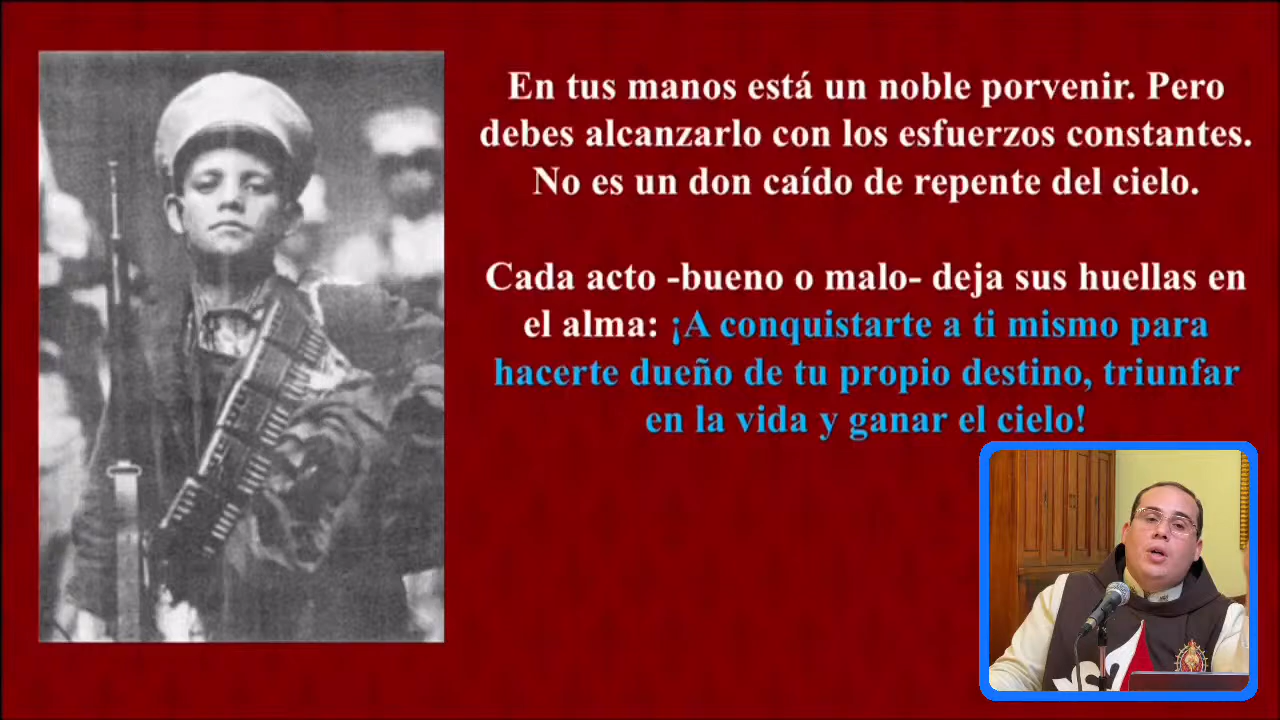 En tus manos está un noble porvenir. Pero
debes alcanzarlo con los esfuerzos constantes.
No es un don caído de repente del cielo.
Cada acto -bueno o malo- deja sus huellas en
el alma: ¡A conquistarte a ti mismo para
hacerte dueño de tu propio destino, triunfar
en la vida y ganar el cielo!